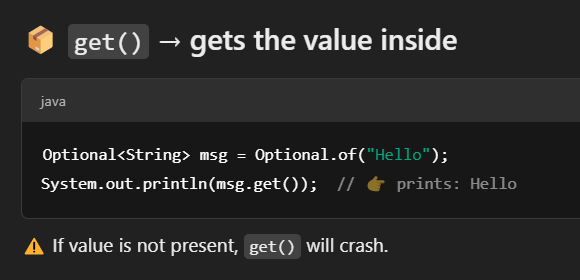 📦 get() → gets the value inside
java
Optional<String> msg = Optional.of("Hello");
System.out.println(msg.get());  // 👉 prints: Hello
⚠️ If value is not present, get() will crash.